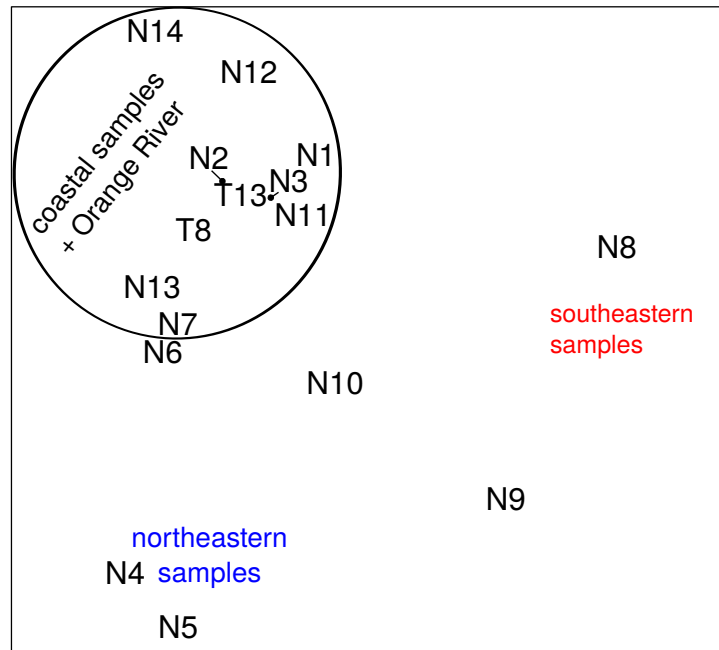 N14
N12
coastal samples
+ Orange River
N2
N1
N3
T13
N11
T8
N8
N13
N7
southeastern
samples
N6
N10
N9
northeastern
samples
N4
N5